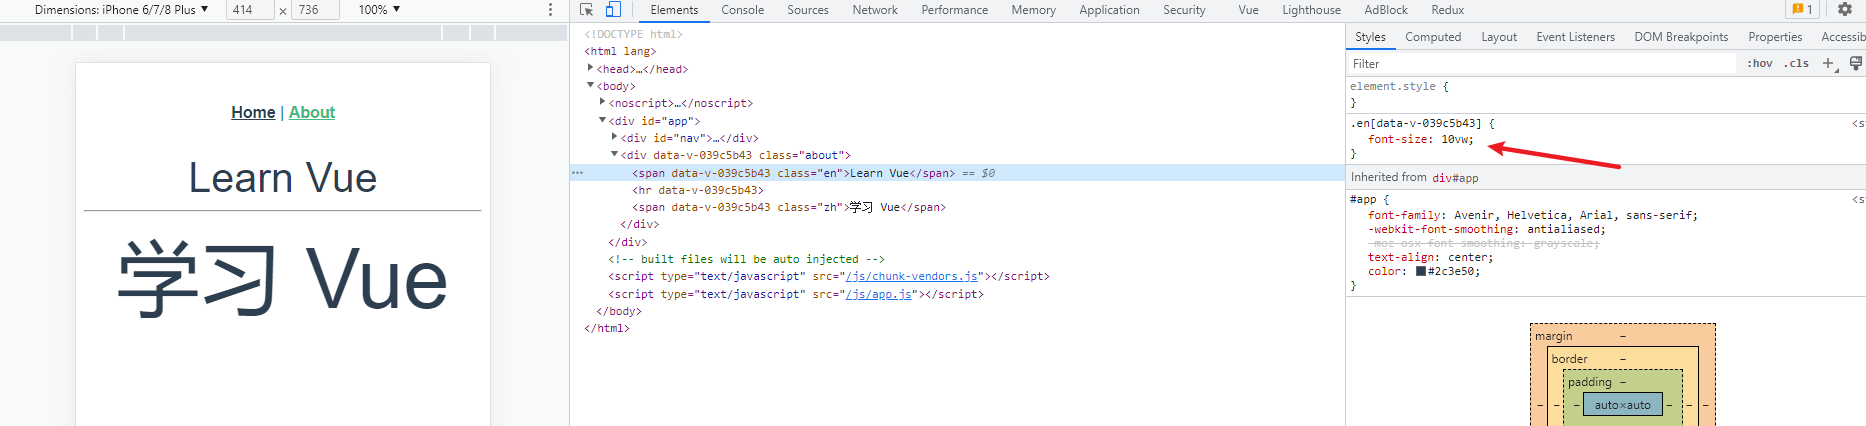 Dimensions: iPhone 6/7/8 Plus ▼ 414 × 736 100% ▼
Home | About
Learn Vue
学习 Vue
Elements Console Sources Network Performance Memory Application Security Vue Lighthouse AdBlock Redux 1
<!DOCTYPE html>
<html lang>
<head>…</head>
<body>
<noscript>…</noscript>
<div id="app">
<div id="nav">…</div>
<div data-v-039c5b43 class="about">
<span data-v-039c5b43 class="en">Learn Vue</span> == $0
<hr data-v-039c5b43>
<span data-v-039c5b43 class="zh">学习 Vue</span>
</div>
</div>
<!-- built files will be auto injected -->
<script type="text/javascript" src="/js/chunk-vendors.js"></script>
<script type="text/javascript" src="/js/app.js"></script>
</body>
</html>
Styles Computed Layout Event Listeners DOM Breakpoints Properties Accessib
Filter :hov .cls
element.style {
}
.en[data-v-039c5b43] { <s
font-size: 10vw;
}
Inherited from div#app
#app { <s
font-family: Avenir, Helvetica, Arial, sans-serif;
-webkit-font-smoothing: antialiased;
-moz-osx-font-smoothing: grayscale;
text-align: center;
color: #2c3e50;
}
margin –
border –
padding –
– – – auto×auto – – –